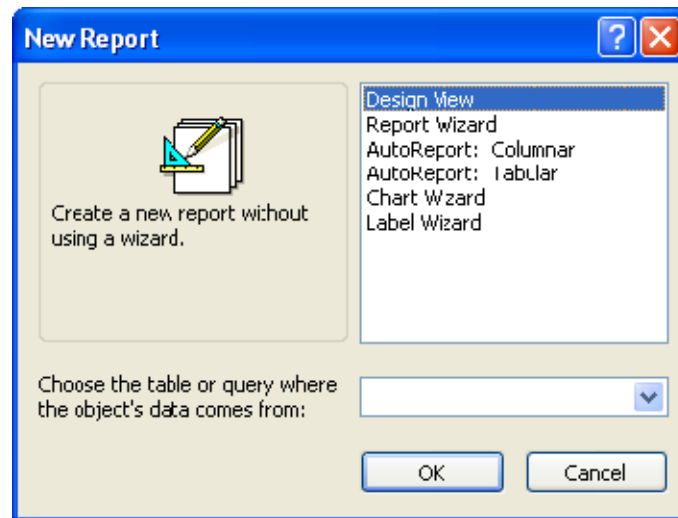 New Report
Create a new report without
using a wizard.
Design View
Report Wizard
AutoReport: Columnar
AutoReport: Tabular
Chart Wizard
Label Wizard
Choose the table or query where
the object's data comes from:
OK
Cancel